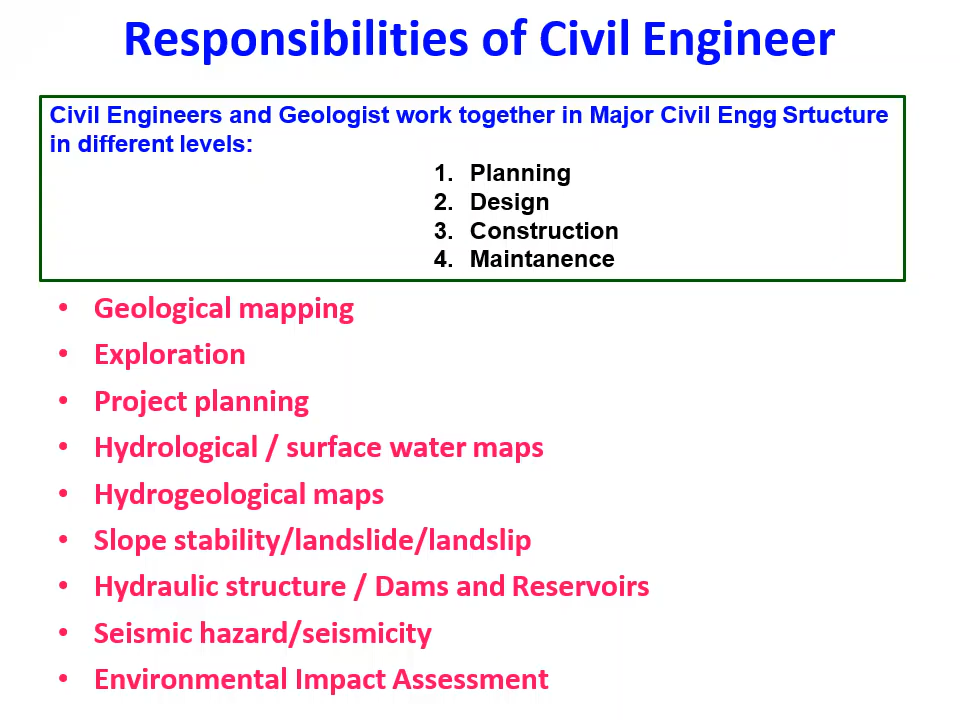 Responsibilities of Civil Engineer
Civil Engineers and Geologist work together in Major Civil Engg Srtucture
in different levels:
1. Planning
2. Design
3. Construction
4. Maintanence
• Geological mapping
• Exploration
• Project planning
• Hydrological / surface water maps
• Hydrogeological maps
• Slope stability/landslide/landslip
• Hydraulic structure / Dams and Reservoirs
• Seismic hazard/seismicity
• Environmental Impact Assessment